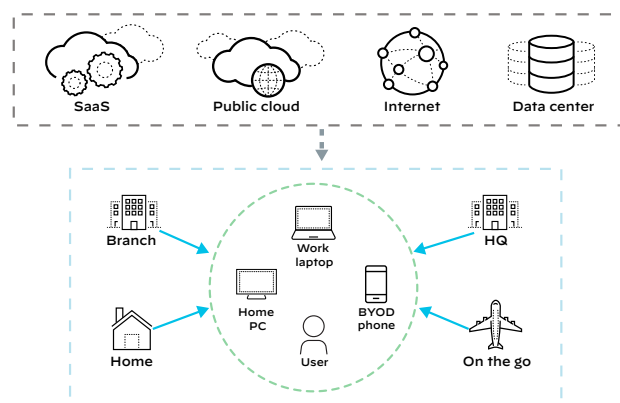 SaaS
Public cloud
Internet
Data center
Branch
HQ
Work
laptop
Home
PC
BYOD
phone
Home
User
On the go